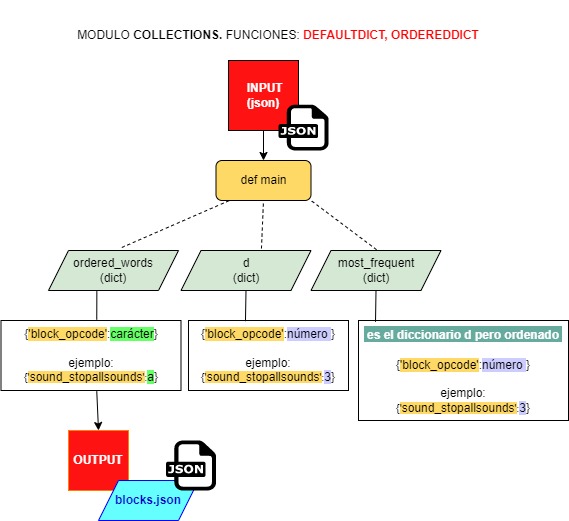 MODULO COLLECTIONS. FUNCIONES: DEFAULTDICT, ORDEREDDICT
INPUT
(json)
JSON
def main
ordered_words
(dict)
d
(dict)
most_frequent
(dict)
{'block_opcode':carácter}
ejemplo:
{'sound_stopallsounds':a}
{'block_opcode':número }
ejemplo:
{'sound_stopallsounds':3}
es el diccionario d pero ordenado
{'block_opcode':número }
ejemplo:
{'sound_stopallsounds':3}
OUTPUT
JSON
blocks.json